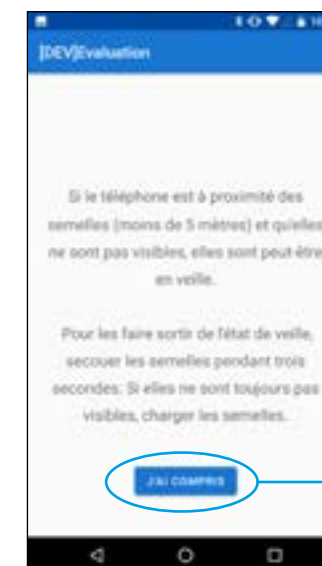 [DEV]Evaluation
Si le téléphone est à proximité des
semelles (moins de 5 mètres) et qu'elles
ne sont pas visibles, elles sont peut être
en veille.
Pour les faire sortir de l'état de veille,
secouer les semelles pendant trois
secondes. Si elles ne sont toujours pas
visibles, charger les semelles.
J'AI COMPRIS